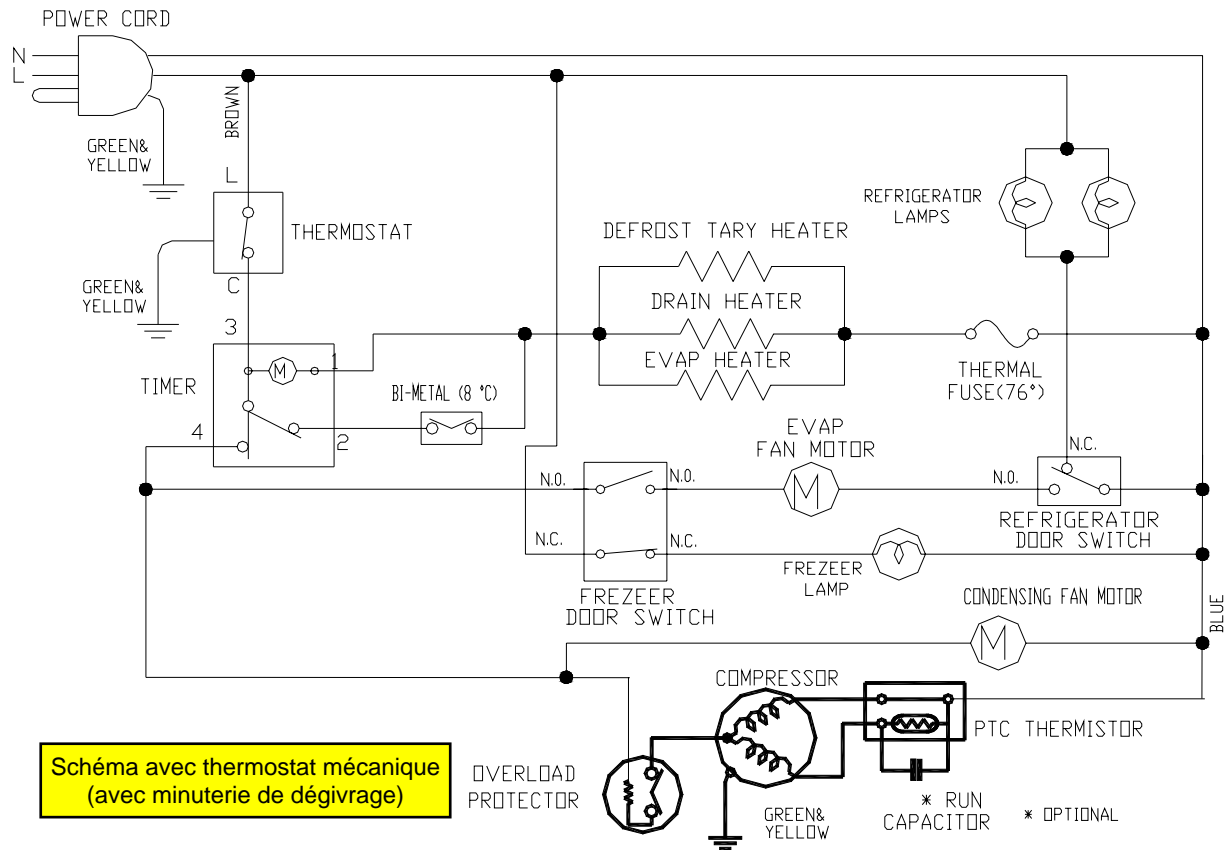 POWER CORD
N
L
GREEN&
YELLOW
BROWN
L
THERMOSTAT
C
GREEN&
YELLOW
3
TIMER
M
1
4
2
BI-METAL (8 °C)
DEFROST TARY HEATER
DRAIN HEATER
EVAP HEATER
REFRIGERATOR
LAMPS
THERMAL
FUSE(76°)
EVAP
FAN MOTOR
M
N.O.
N.O.
N.C.
N.C.
FREZEER
DOOR SWITCH
N.C.
N.O.
REFRIGERATOR
DOOR SWITCH
FREZEER
LAMP
CONDENSING FAN MOTOR
M
BLUE
COMPRESSOR
PTC THERMISTOR
OVERLOAD
PROTECTOR
GREEN&
YELLOW
* RUN
CAPACITOR
* OPTIONAL
Schéma avec thermostat mécanique
(avec minuterie de dégivrage)